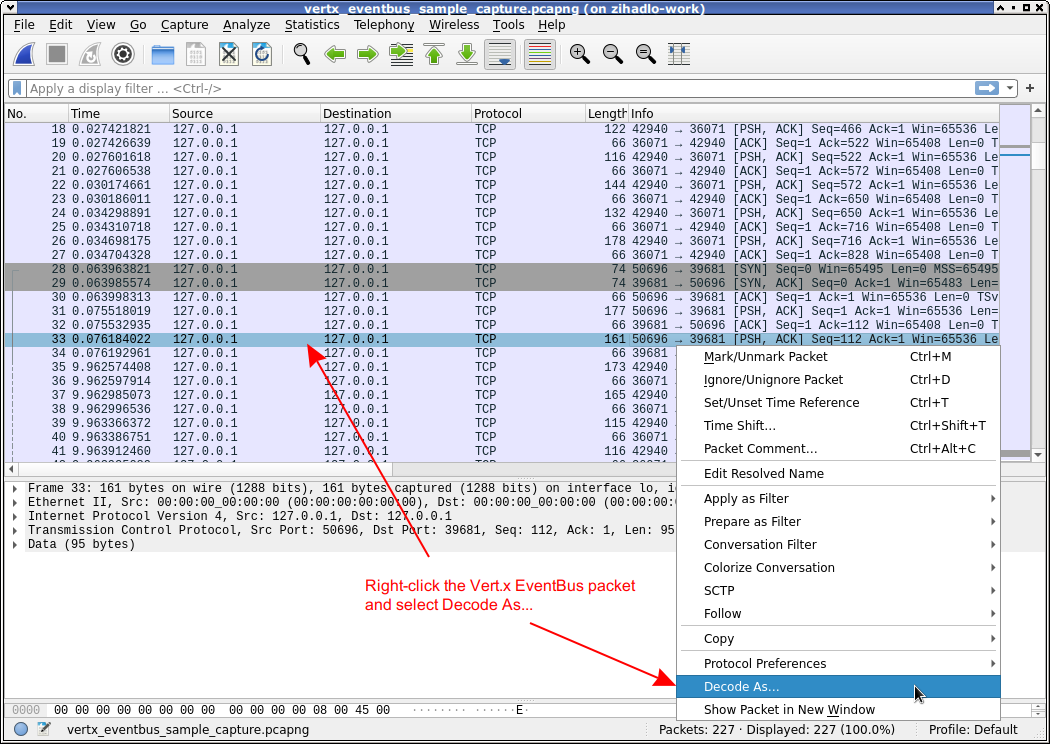 vertx_eventbus_sample_capture.pcapng (on zihadlo-work)
File Edit View Go Capture Analyze Statistics Telephony Wireless Tools Help
Apply a display filter ... <Ctrl-/>
No. Time Source Destination Protocol Length Info
18 0.027421821 127.0.0.1 127.0.0.1 TCP 122 42940 → 36071 [PSH, ACK] Seq=466 Ack=1 Win=65536 Le
19 0.027426639 127.0.0.1 127.0.0.1 TCP 66 36071 → 42940 [ACK] Seq=1 Ack=522 Win=65408 Len=0 T
20 0.027601618 127.0.0.1 127.0.0.1 TCP 116 42940 → 36071 [PSH, ACK] Seq=522 Ack=1 Win=65536 Le
21 0.027606538 127.0.0.1 127.0.0.1 TCP 66 36071 → 42940 [ACK] Seq=1 Ack=572 Win=65408 Len=0 T
22 0.030174661 127.0.0.1 127.0.0.1 TCP 144 42940 → 36071 [PSH, ACK] Seq=572 Ack=1 Win=65536 Le
23 0.030186011 127.0.0.1 127.0.0.1 TCP 66 36071 → 42940 [ACK] Seq=1 Ack=650 Win=65408 Len=0 T
24 0.034298891 127.0.0.1 127.0.0.1 TCP 132 42940 → 36071 [PSH, ACK] Seq=650 Ack=1 Win=65536 Le
25 0.034310718 127.0.0.1 127.0.0.1 TCP 66 36071 → 42940 [ACK] Seq=1 Ack=716 Win=65408 Len=0 T
26 0.034698175 127.0.0.1 127.0.0.1 TCP 178 42940 → 36071 [PSH, ACK] Seq=716 Ack=1 Win=65536 Le
27 0.034704328 127.0.0.1 127.0.0.1 TCP 66 36071 → 42940 [ACK] Seq=1 Ack=828 Win=65408 Len=0 T
28 0.063963821 127.0.0.1 127.0.0.1 TCP 74 50696 → 39681 [SYN] Seq=0 Win=65495 Len=0 MSS=65495
29 0.063985574 127.0.0.1 127.0.0.1 TCP 74 39681 → 50696 [SYN, ACK] Seq=0 Ack=1 Win=65483 Len=
30 0.063998313 127.0.0.1 127.0.0.1 TCP 66 50696 → 39681 [ACK] Seq=1 Ack=1 Win=65536 Len=0 TSv
31 0.075518019 127.0.0.1 127.0.0.1 TCP 177 50696 → 39681 [PSH, ACK] Seq=1 Ack=1 Win=65536 Len=
32 0.075532935 127.0.0.1 127.0.0.1 TCP 66 39681 → 50696 [ACK] Seq=1 Ack=112 Win=65408 Len=0 T
33 0.076184022 127.0.0.1 127.0.0.1 TCP 161 50696 → 39681 [PSH, ACK] Seq=112 Ack=1 Win=65536 Le
34 0.076192961 127.0.0.1 127.0.0.1 TCP 66 39681
35 9.962574408 127.0.0.1 127.0.0.1 TCP 173 42940
36 9.962597914 127.0.0.1 127.0.0.1 TCP 66 36071
37 9.962985073 127.0.0.1 127.0.0.1 TCP 165 42940
38 9.962996536 127.0.0.1 127.0.0.1 TCP 66 36071
39 9.963366372 127.0.0.1 127.0.0.1 TCP 115 42940
40 9.963386751 127.0.0.1 127.0.0.1 TCP 66 36071
41 9.963912460 127.0.0.1 127.0.0.1 TCP 116 42940
Mark/Unmark Packet Ctrl+M
Ignore/Unignore Packet Ctrl+D
Set/Unset Time Reference Ctrl+T
Time Shift... Ctrl+Shift+T
Packet Comment... Ctrl+Alt+C
Edit Resolved Name
Apply as Filter
Prepare as Filter
Conversation Filter
Colorize Conversation
SCTP
Follow
Copy
Protocol Preferences
Decode As...
Show Packet in New Window
Frame 33: 161 bytes on wire (1288 bits), 161 bytes captured (1288 bits) on interface lo, i
Ethernet II, Src: 00:00:00_00:00:00 (00:00:00:00:00:00), Dst: 00:00:00_00:00:00 (00:00:00:
Internet Protocol Version 4, Src: 127.0.0.1, Dst: 127.0.0.1
Transmission Control Protocol, Src Port: 50696, Dst Port: 39681, Seq: 112, Ack: 1, Len: 95
Data (95 bytes)
Right-click the Vert.x EventBus packet
and select Decode As...
0000 00 00 00 00 00 00 00 00 00 00 00 00 08 00 45 00 ········ ······E·
vertx_eventbus_sample_capture.pcapng Packets: 227 · Displayed: 227 (100.0%) Profile: Default